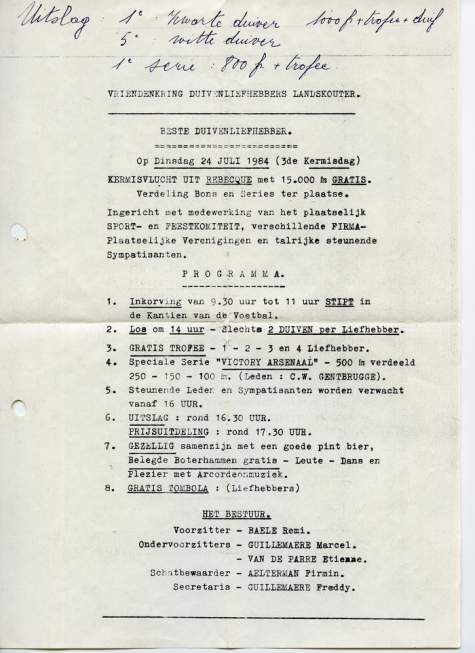 Uitslag : 1e Zwarte duiver 1000 fr + trofee + duif
5e witte duiver
1e serie : 800 fr + trofee
VRIENDENKRING DUIVENLIEFHEBBERS LANDSKOUTER.
BESTE DUIVENLIEFHEBBER.
Op Dinsdag 24 JULI 1984 (3de Kermisdag)
KERMISVLUCHT UIT REBECQUE met 15.000 fr GRATIS.
Verdeling Bons en Series ter plaatse.
Ingericht met medewerking van het plaatselijk
SPORT- en FEESTKOMITEIT, verschillende FIRMA-
Plaatselijke Verenigingen en talrijke steunende
Sympatisanten.
P R O G R A M M A.
1. Inkorving van 9.30 uur tot 11 uur STIPT in
de Kantien van de Voetbal.
2. Los om 14 uur - Slechts 2 DUIVEN per Liefhebber.
3. GRATIS TROFEE - 1 - 2 - 3 en 4 Liefhebber.
4. Speciale Serie "VICTORY ARSENAAL" - 500 fr verdeeld
250 - 150 - 100 fr. (Leden : C.W. GENTBRUGGE).
5. Steunende Leden en Sympatisanten worden verwacht
vanaf 16 UUR.
6. UITSLAG : rond 16.30 UUR.
PRIJSUITDELING : rond 17.30 UUR.
7. GEZELLIG samenzijn met een goede pint bier,
Belegde Boterhammen gratis - Leute - Dans en
Plezier met Arcordeonmuziek.
8. GRATIS TOMBOLA : (Liefhebbers)
HET BESTUUR.
Voorzitter - BAELE Remi.
Ondervoorzitters - GUILLEMAERE Marcel.
- VAN DE PARRE Etienne.
Schatbewaarder - AELTERMAN Firmin.
Secretaris - GUILLEMAERE Freddy.